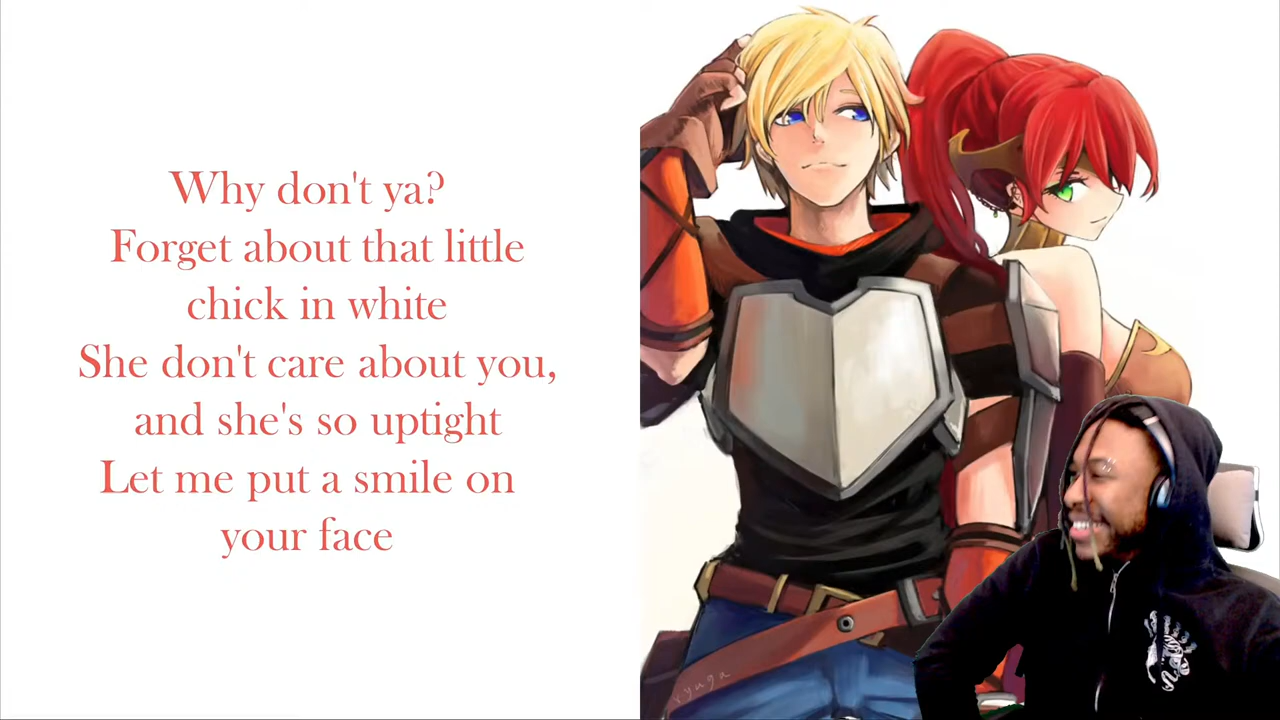 Why don't ya?
Forget about that little
chick in white
She don't care about you,
and she's so uptight
Let me put a smile on
your face
xyuga